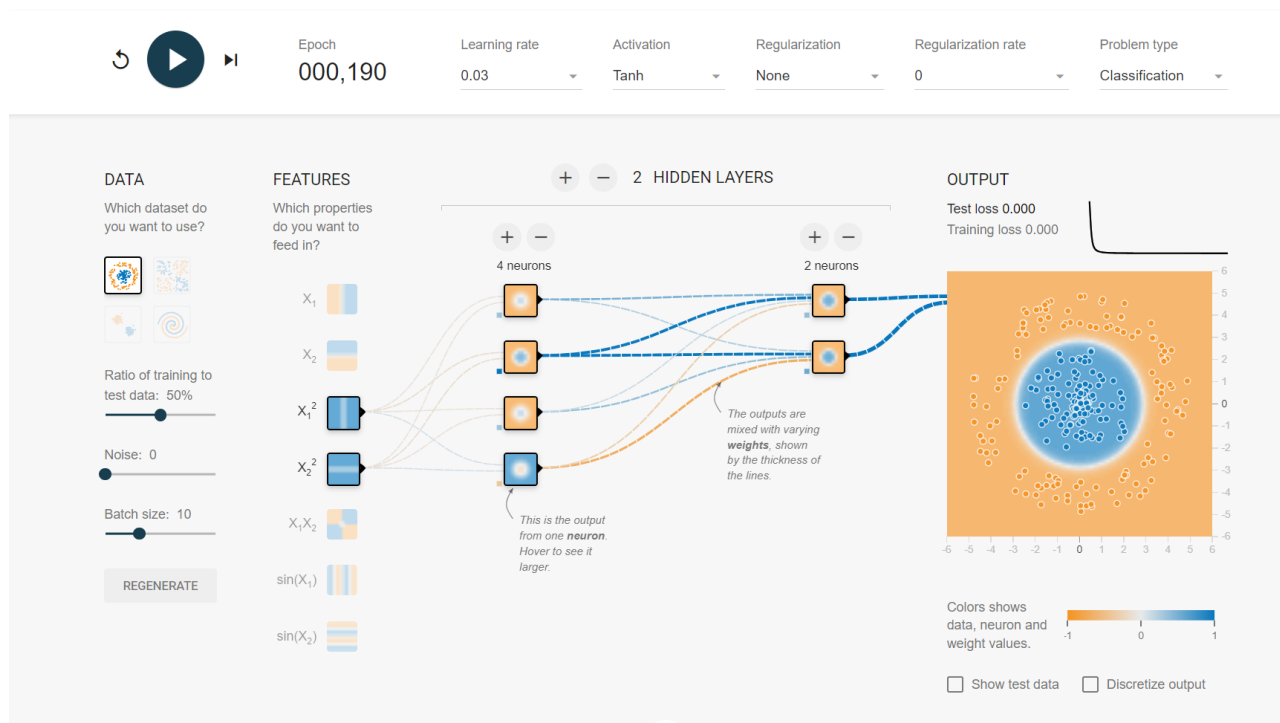 Epoch
000,190
Learning rate
0.03
Activation
Tanh
Regularization
None
Regularization rate
0
Problem type
Classification
DATA
Which dataset do
you want to use?
Ratio of training to
test data: 50%
Noise: 0
Batch size: 10
REGENERATE
FEATURES
Which properties
do you want to
feed in?
X₁
X₂
X₁²
X₂²
X₁X₂
sin(X₁)
sin(X₂)
2 HIDDEN LAYERS
4 neurons
2 neurons
This is the output
from one neuron.
Hover to see it
larger.
The outputs are
mixed with varying
weights, shown
by the thickness of
the lines.
OUTPUT
Test loss 0.000
Training loss 0.000
6
5
4
3
2
1
0
-1
-2
-3
-4
-5
-6
-6 -5 -4 -3 -2 -1 0 1 2 3 4 5 6
Colors shows
data, neuron and
weight values.
-1 0 1
Show test data
Discretize output